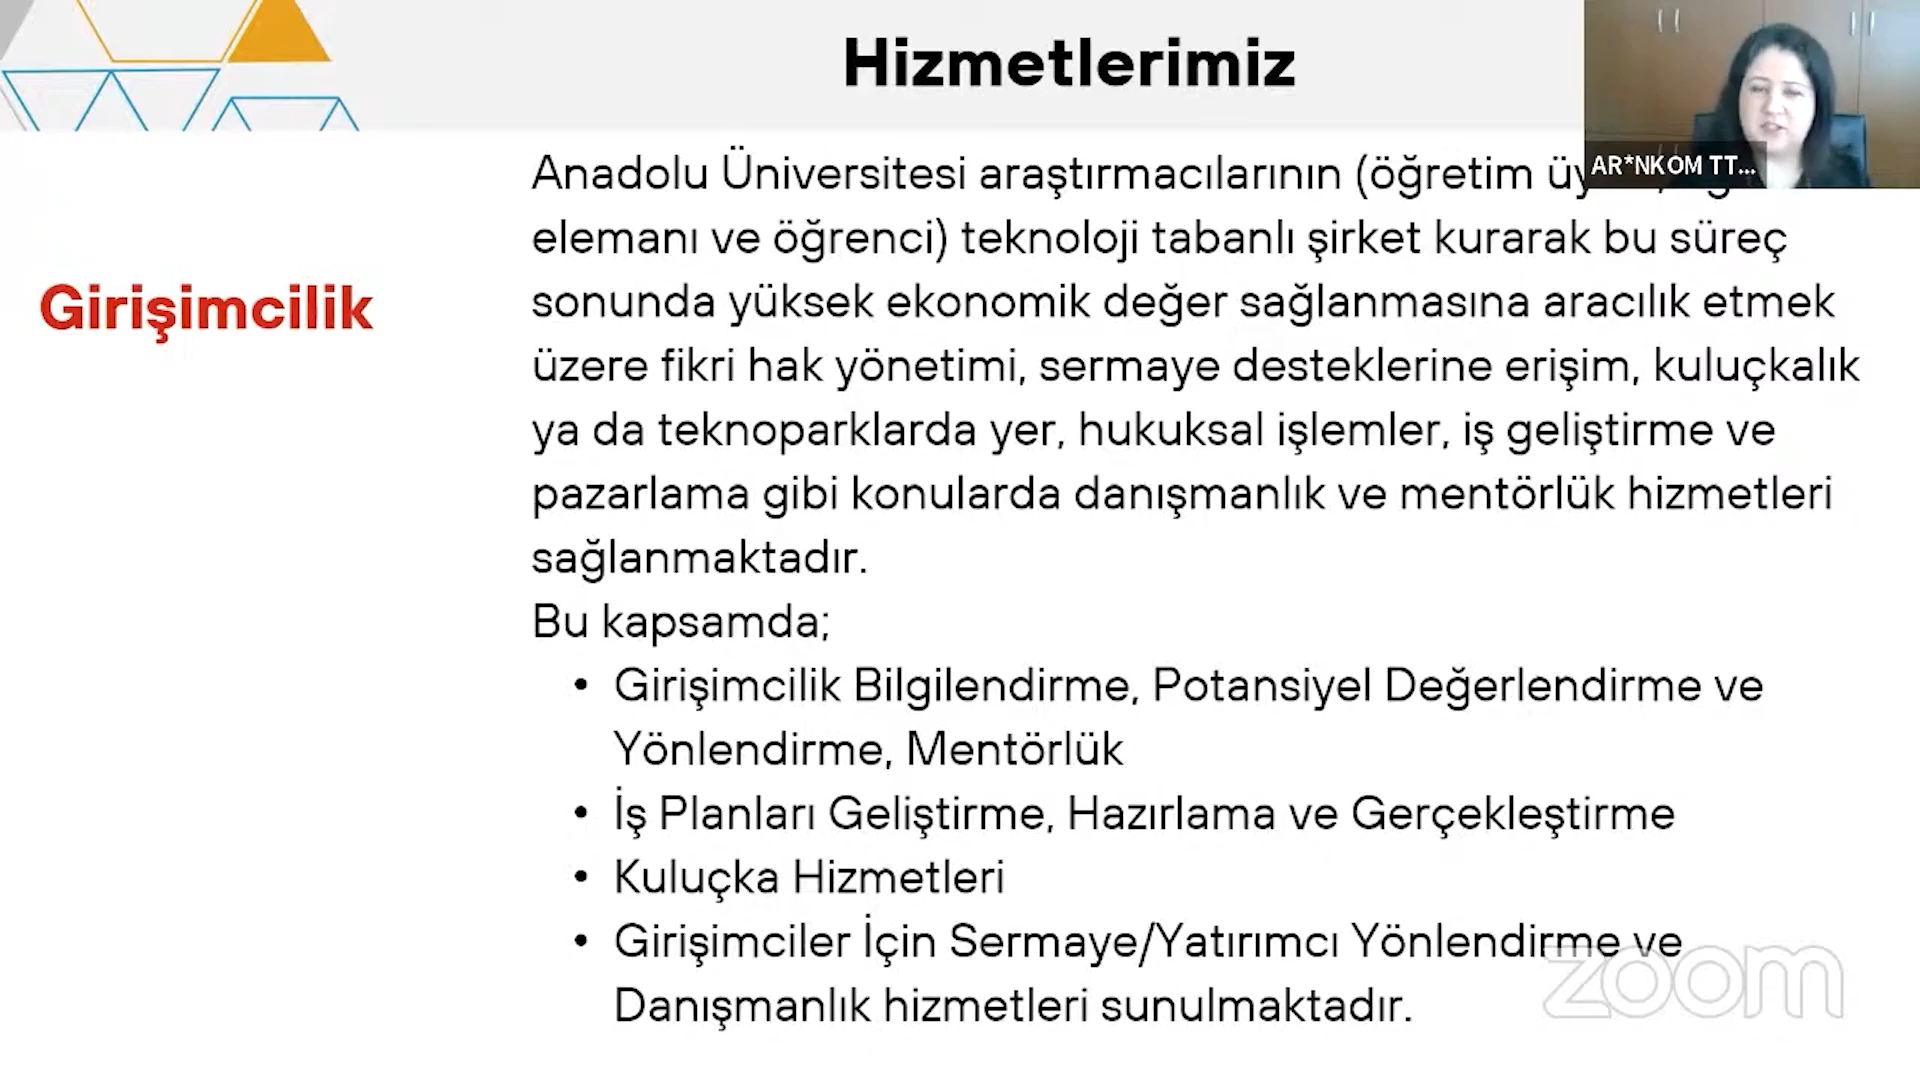 Hizmetlerimiz
AR*NKOM TT...
Girişimcilik
Anadolu Üniversitesi araştırmacılarının (öğretim
elemanı ve öğrenci) teknoloji tabanlı şirket kurarak bu süreç
sonunda yüksek ekonomik değer sağlanmasına aracılık etmek
üzere fikri hak yönetimi, sermaye desteklerine erişim, kuluçkalık
ya da teknoparklarda yer, hukuksal işlemler, iş geliştirme ve
pazarlama gibi konularda danışmanlık ve mentörlük hizmetleri
sağlanmaktadır.
Bu kapsamda;
• Girişimcilik Bilgilendirme, Potansiyel Değerlendirme ve
Yönlendirme, Mentörlük
• İş Planları Geliştirme, Hazırlama ve Gerçekleştirme
• Kuluçka Hizmetleri
• Girişimciler İçin Sermaye/Yatırımcı Yönlendirme ve
Danışmanlık hizmetleri sunulmaktadır.
zoom